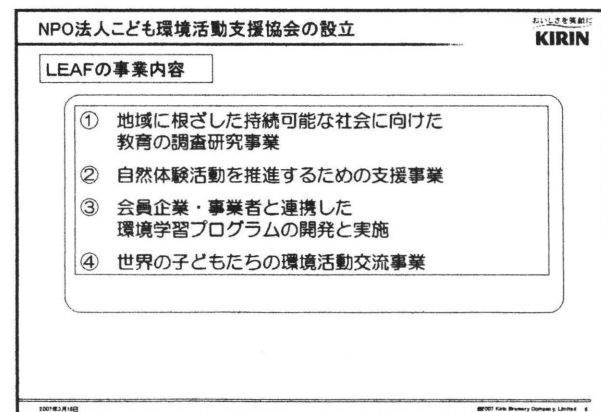 NPO法人こども環境活動支援協会の設立
おいしさを笑顔に
KIRIN
LEAFの事業内容
① 地域に根ざした持続可能な社会に向けた
教育の調査研究事業
② 自然体験活動を推進するための支援事業
③ 会員企業・事業者と連携した
環境学習プログラムの開発と実施
④ 世界の子どもたちの環境活動交流事業
2007年3月16日
©2007 Kirin Brewery Company, Limited 6